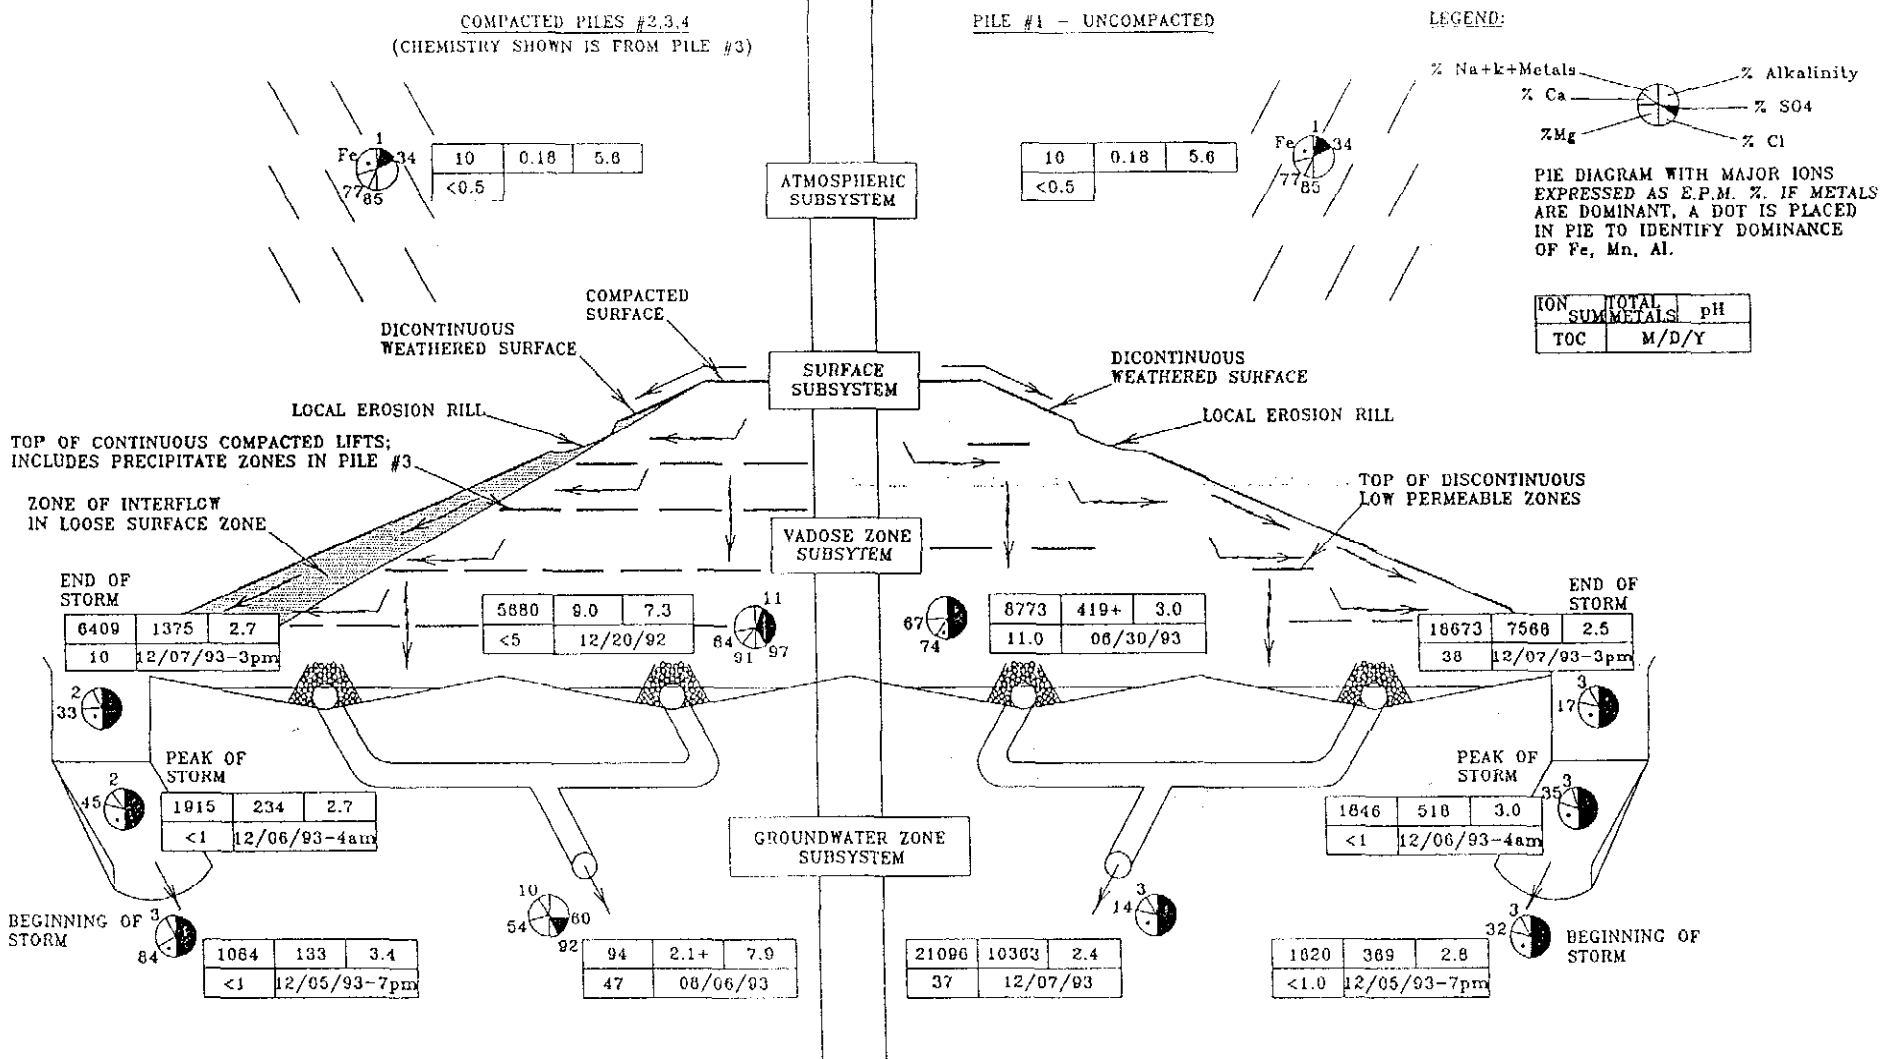 COMPACTED PILES #2,3,4
(CHEMISTRY SHOWN IS FROM PILE #3)
PILE #1 - UNCOMPACTED
LEGEND:
% Na+k+Metals
% Alkalinity
% Ca
% SO4
%Mg
% Cl
PIE DIAGRAM WITH MAJOR IONS
EXPRESSED AS E.P.M. %. IF METALS
ARE DOMINANT, A DOT IS PLACED
IN PIE TO IDENTIFY DOMINANCE
OF Fe, Mn, Al.
ION SUM TOTAL METALS pH
TOC M/D/Y
1
Fe 34
77 85
10 0.18 5.6
<0.5
ATMOSPHERIC
SUBSYSTEM
10 0.18 5.6
<0.5
1
Fe 34
77 85
COMPACTED
SURFACE
DICONTINUOUS
WEATHERED SURFACE
SURFACE
SUBSYSTEM
DICONTINUOUS
WEATHERED SURFACE
LOCAL EROSION RILL
LOCAL EROSION RILL
TOP OF CONTINUOUS COMPACTED LIFTS;
INCLUDES PRECIPITATE ZONES IN PILE #3
TOP OF DISCONTINUOUS
LOW PERMEABLE ZONES
ZONE OF INTERFLOW
IN LOOSE SURFACE ZONE
VADOSE ZONE
SUBSYTEM
END OF
STORM
6409 1375 2.7
10 12/07/93-3pm
2
33
5880 9.0 7.3
<5 12/20/92
11
64 91 97
67
74
8773 419+ 3.0
11.0 06/30/93
END OF
STORM
18673 7568 2.5
38 12/07/93-3pm
3
17
PEAK OF
STORM
2
45
1915 234 2.7
<1 12/06/93-4am
PEAK OF
STORM
3
35
1846 518 3.0
<1 12/06/93-4am
GROUNDWATER ZONE
SUBSYSTEM
BEGINNING OF
STORM
3
84
1084 133 3.4
<1 12/05/93-7pm
10
54 60
92
94 2.1+ 7.9
47 08/06/93
3
14
21096 10363 2.4
37 12/07/93
3
32
BEGINNING OF
STORM
1820 369 2.8
<1.0 12/05/93-7pm